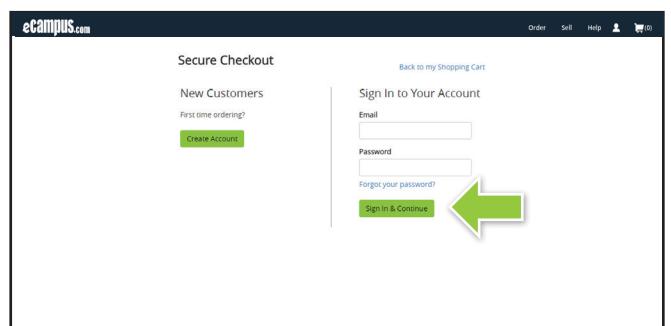 eCampus.com
Order Sell Help (0)
Secure Checkout
Back to my Shopping Cart
New Customers
First time ordering?
Create Account
Sign In to Your Account
Email
Password
Forgot your password?
Sign In & Continue